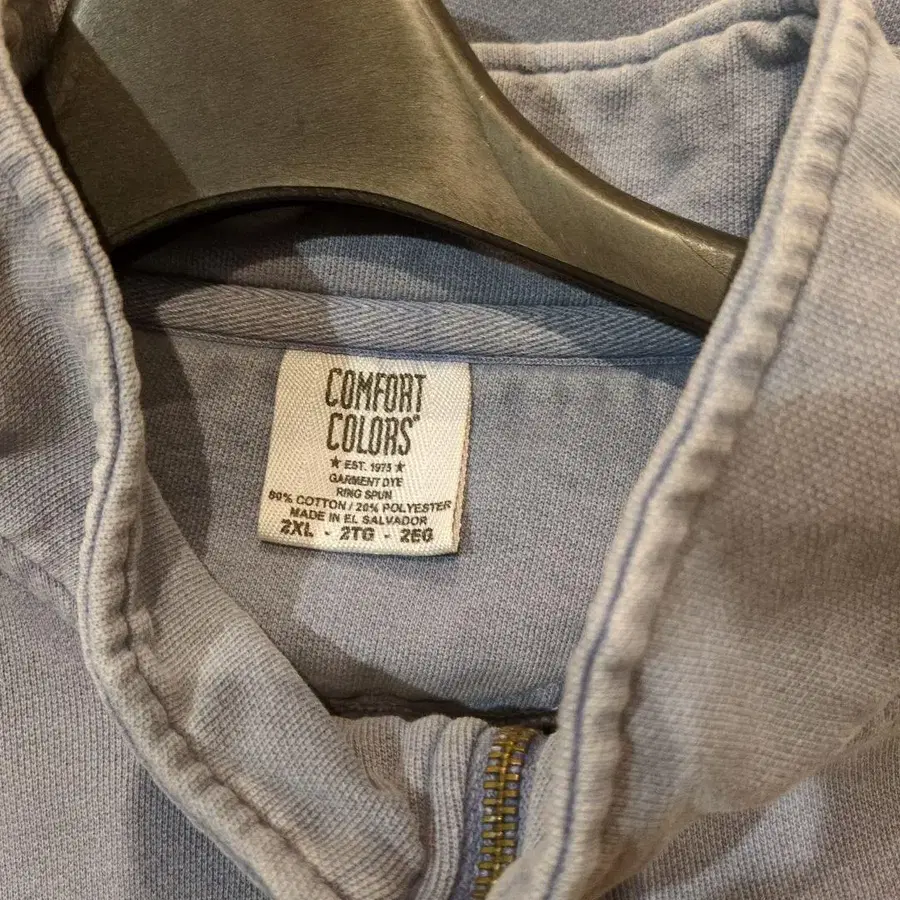 COMFORT
COLORS®
★ EST. 1975 ★
GARMENT DYE
RING SPUN
80% COTTON / 20% POLYESTER
MADE IN EL SALVADOR
2XL - 2TG - 2EG